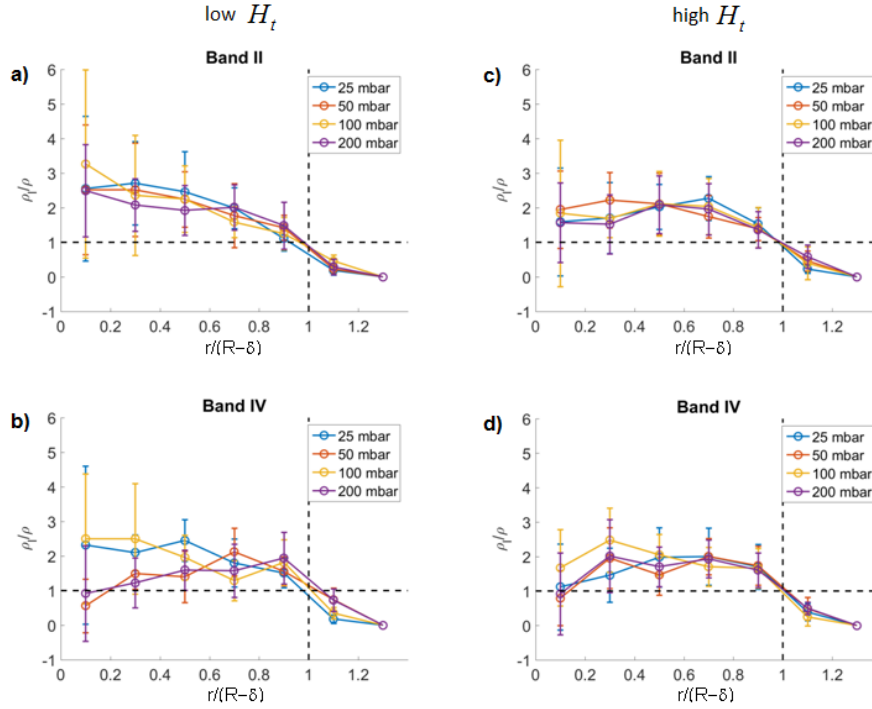 low H_t
high H_t
a)
Band II
6
5
4
3
2
1
0
-1
ρ_i/ρ
0
0.2
0.4
0.6
0.8
1
1.2
r/(R−δ)
25 mbar
50 mbar
100 mbar
200 mbar
c)
Band II
6
5
4
3
2
1
0
-1
ρ_i/ρ
0
0.2
0.4
0.6
0.8
1
1.2
r/(R−δ)
25 mbar
50 mbar
100 mbar
200 mbar
b)
Band IV
6
5
4
3
2
1
0
-1
ρ_i/ρ
0
0.2
0.4
0.6
0.8
1
1.2
r/(R−δ)
25 mbar
50 mbar
100 mbar
200 mbar
d)
Band IV
6
5
4
3
2
1
0
-1
ρ_i/ρ
0
0.2
0.4
0.6
0.8
1
1.2
r/(R−δ)
25 mbar
50 mbar
100 mbar
200 mbar